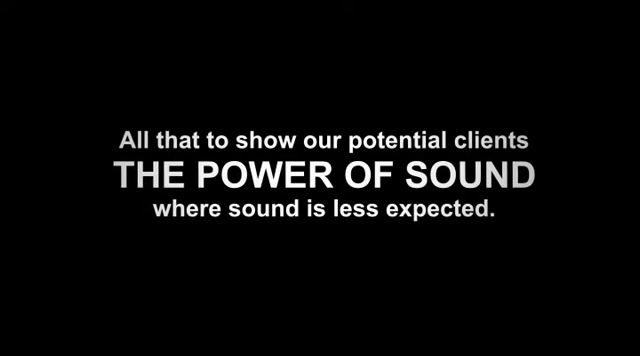 All that to show our potential clients
THE POWER OF SOUND
where sound is less expected.